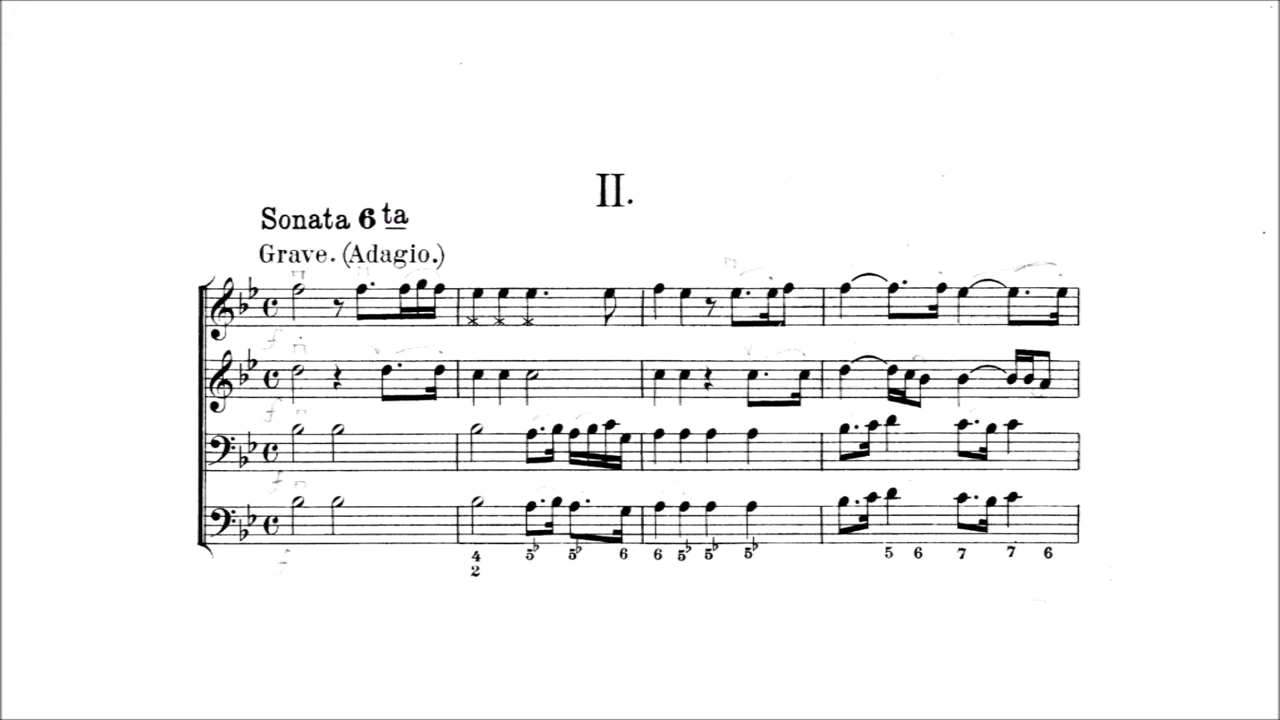 II.
Sonata 6 ta
Grave. (Adagio.)
4 5♭ 5♭ 6 6 5♭ 5♭ 5♭ 5 6 7 7 6
2